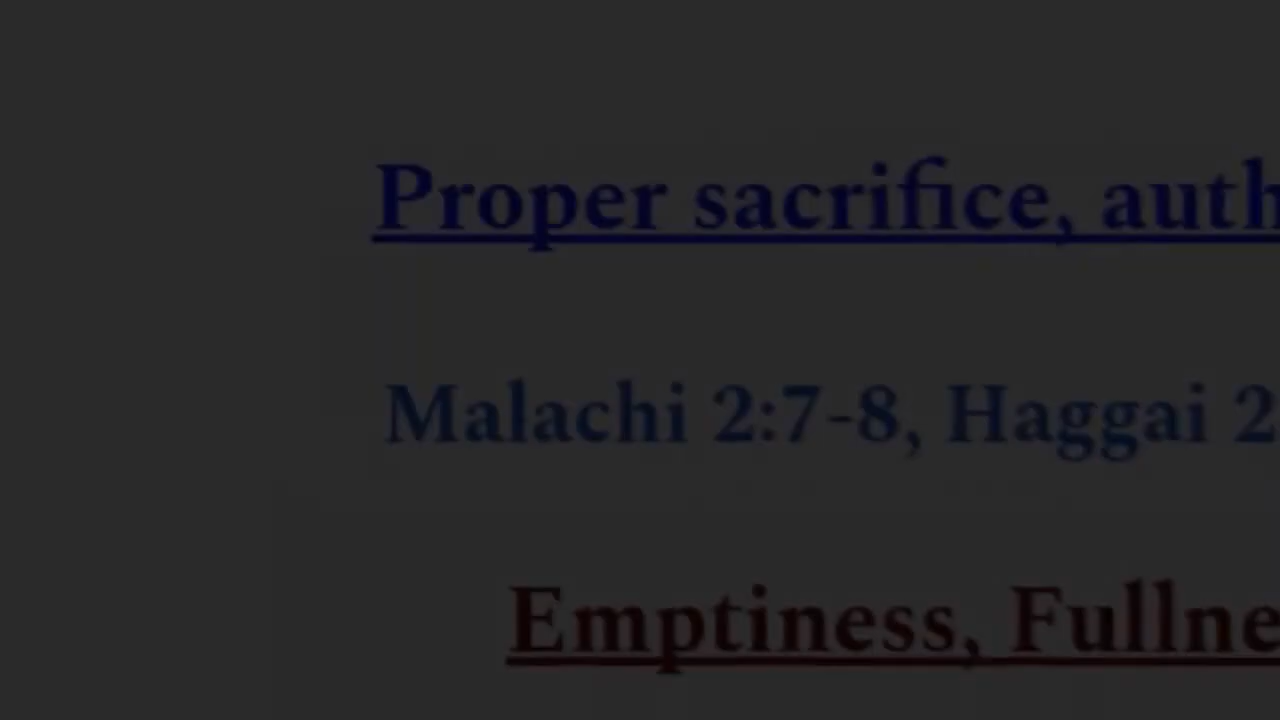 Proper sacrifice, auth
Malachi 2:7-8, Haggai 2
Emptiness, Fullne